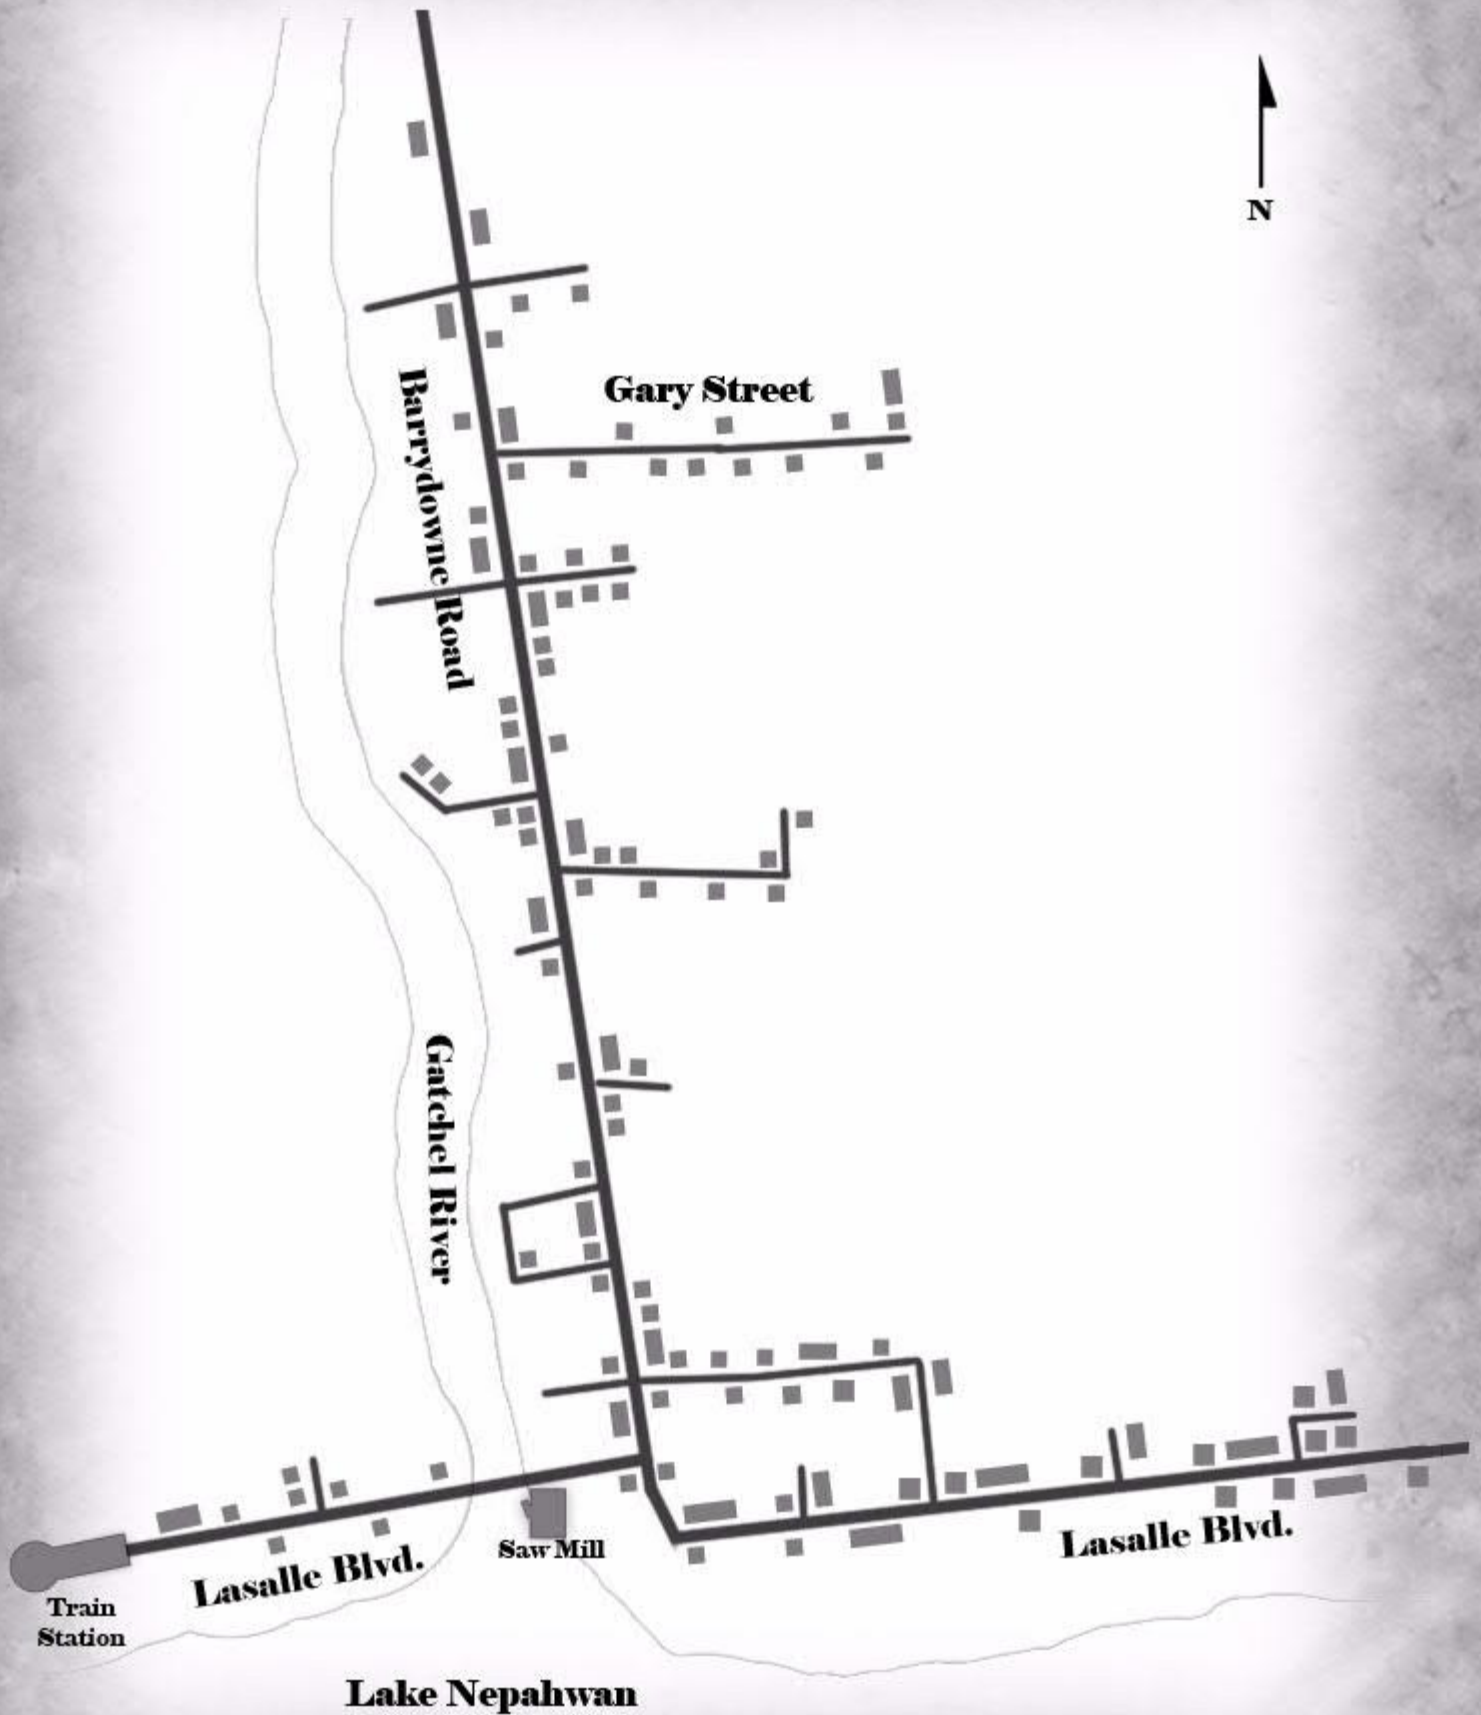 N
Gary Street
Barrydowne Road
Gatchel River
Saw Mill
Lasalle Blvd.
Lasalle Blvd.
Train
Station
Lake Nepahwan